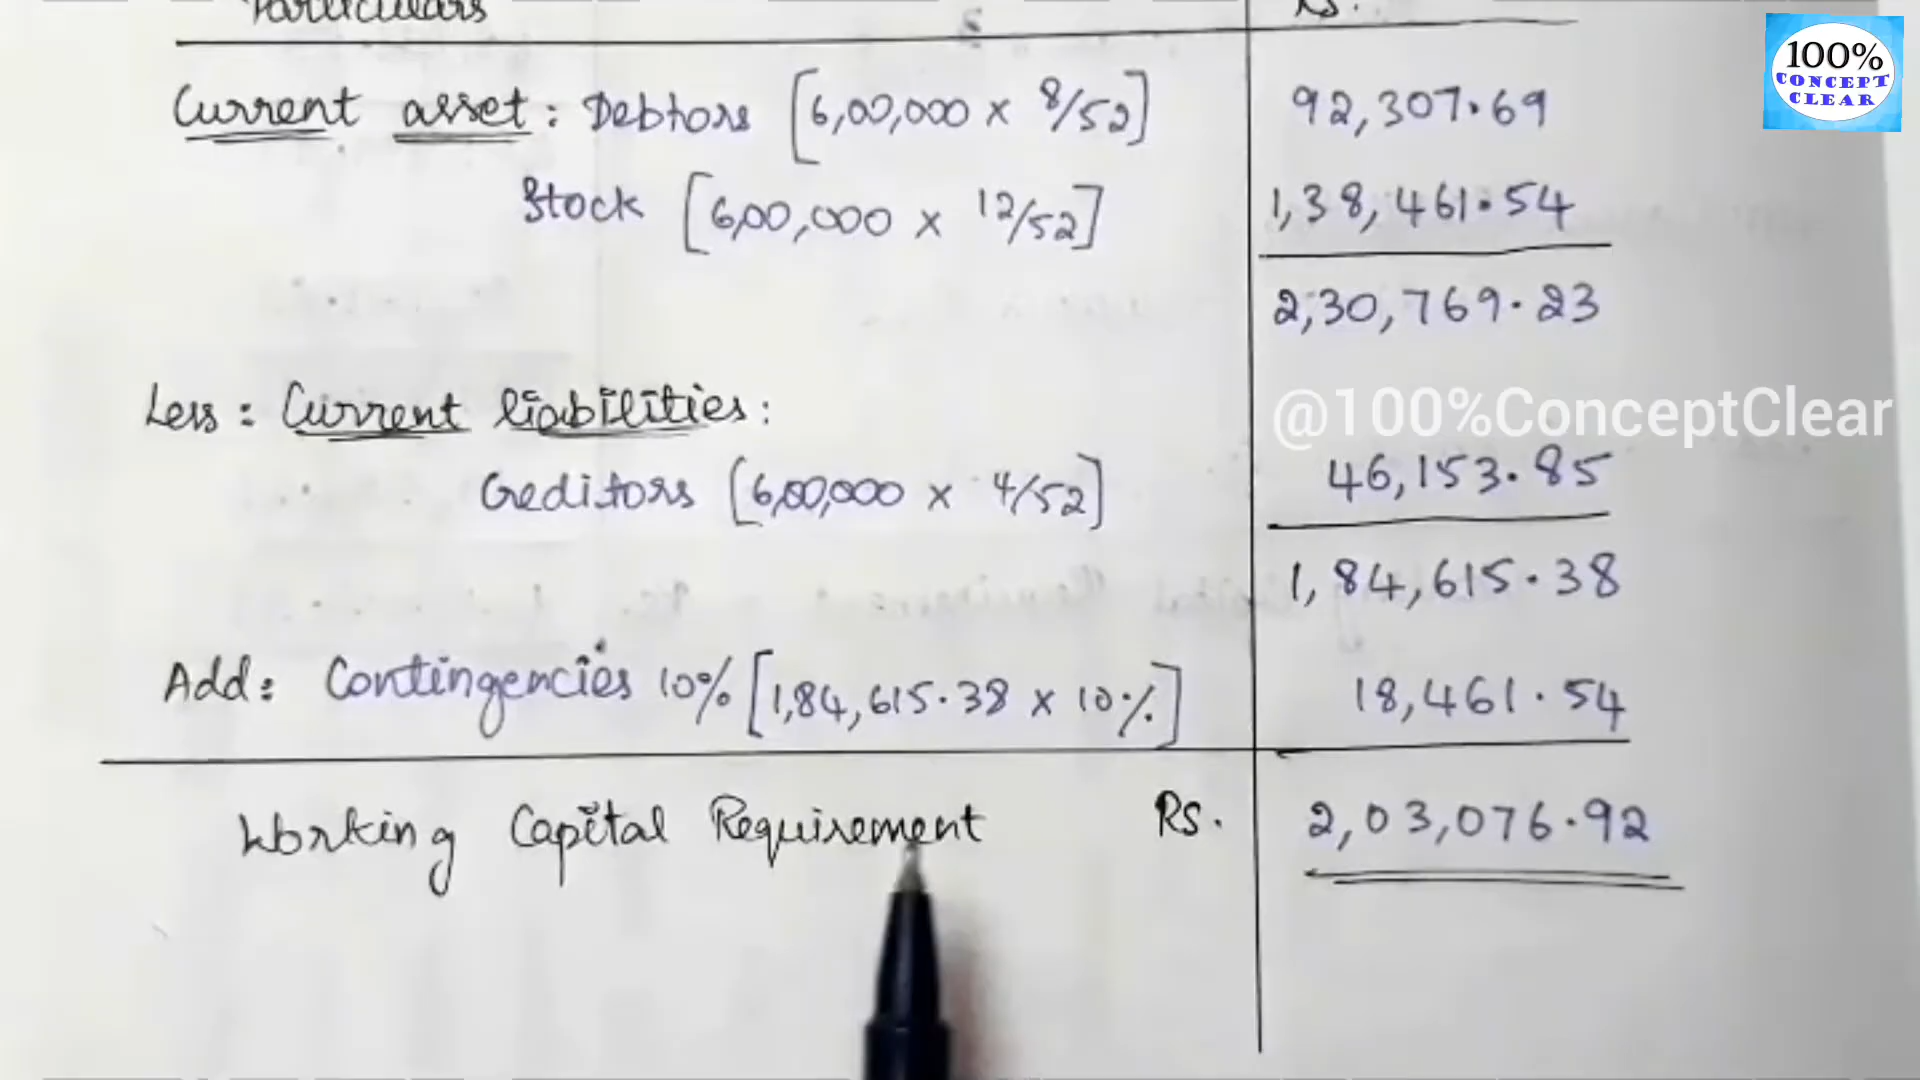 Particulars Rs.
100%
CONCEPT
CLEAR
Current asset : Debtors [6,00,000 × 8/52] 92,307.69
Stock [6,00,000 × 12/52] 1,38,461.54
2,30,769.23
Less : Current liabilities :
@100%ConceptClear
Creditors [6,00,000 × 4/52] 46,153.85
1,84,615.38
Add : Contingencies 10% [1,84,615.38 × 10%] 18,461.54
Working Capital Requirement Rs. 2,03,076.92